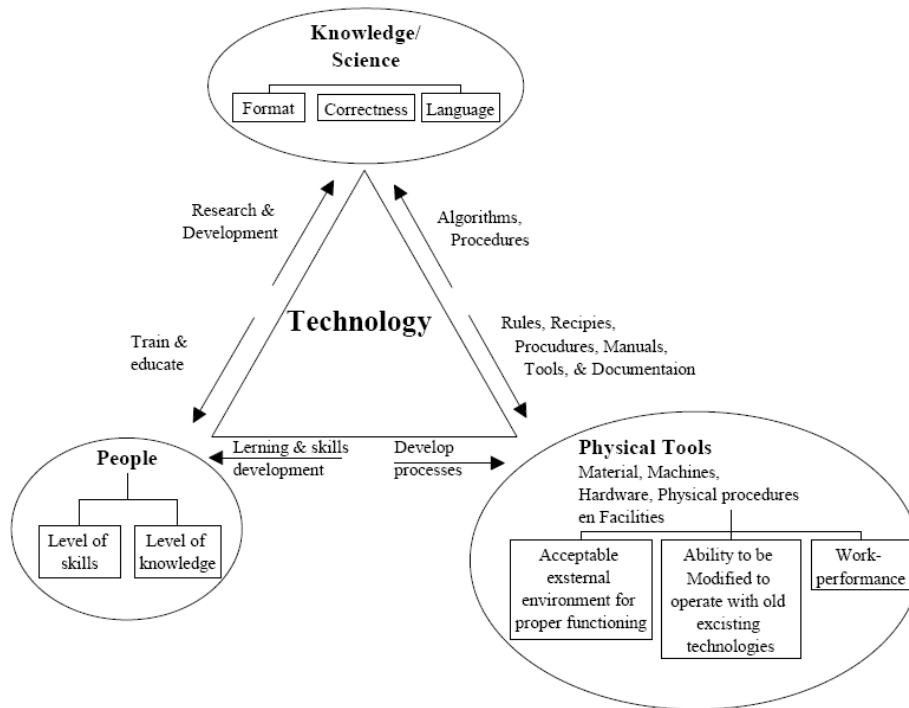 Knowledge/
Science
Format
Correctness
Language
Research &
Development
Algorithms,
Procedures
Technology
Train &
educate
Rules, Recipies,
Procudures, Manuals,
Tools, & Documentaion
People
Lerning & skills
development
Develop
processes
Level of
skills
Level of
knowledge
Physical Tools
Material, Machines,
Hardware, Physical procedures
en Facilities
Acceptable
exsternal
environment for
proper functioning
Ability to be
Modified to
operate with old
excisting
technologies
Work-
performance